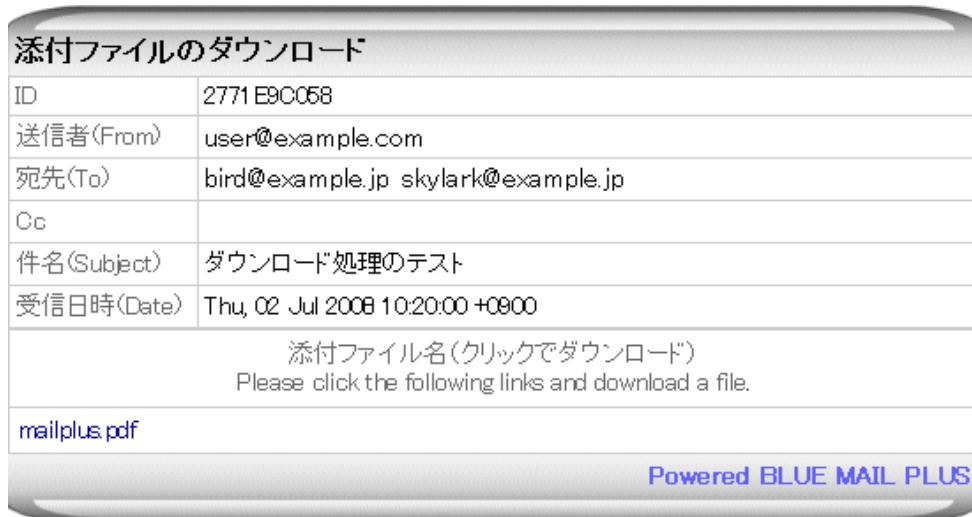 添付ファイルのダウンロード
ID 2771E9C058
送信者(From) user@example.com
宛先(To) bird@example.jp skylark@example.jp
Cc
件名(Subject) ダウンロード処理のテスト
受信日時(Date) Thu, 02 Jul 2008 10:20:00 +0900
添付ファイル名(クリックでダウンロード)
Please click the following links and download a file.
mailplus.pdf
Powered BLUE MAIL PLUS